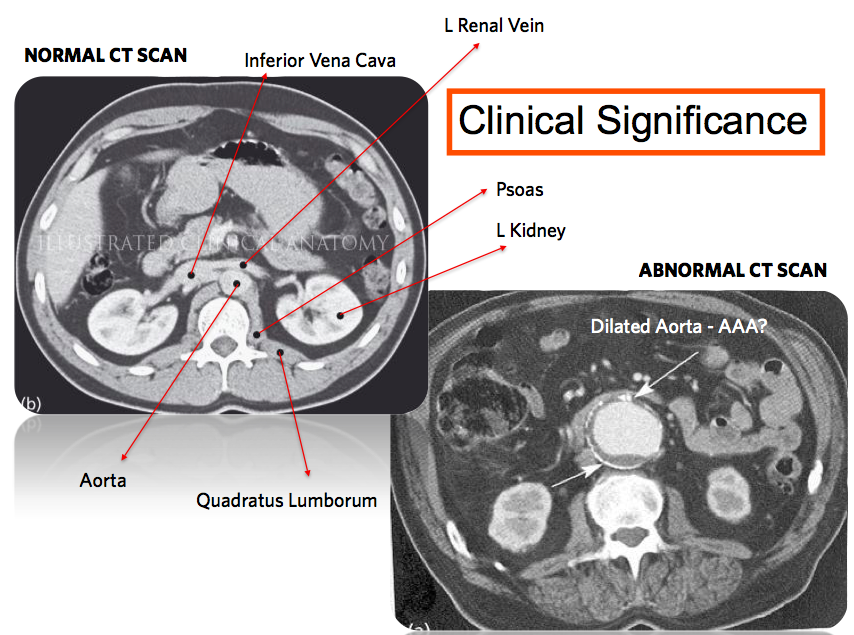 L Renal Vein
NORMAL CT SCAN
Inferior Vena Cava
Clinical Significance
Psoas
L Kidney
ILLUSTRATED CLINICAL ANATOMY
ABNORMAL CT SCAN
Dilated Aorta - AAA?
(b)
Aorta
Quadratus Lumborum
(a)